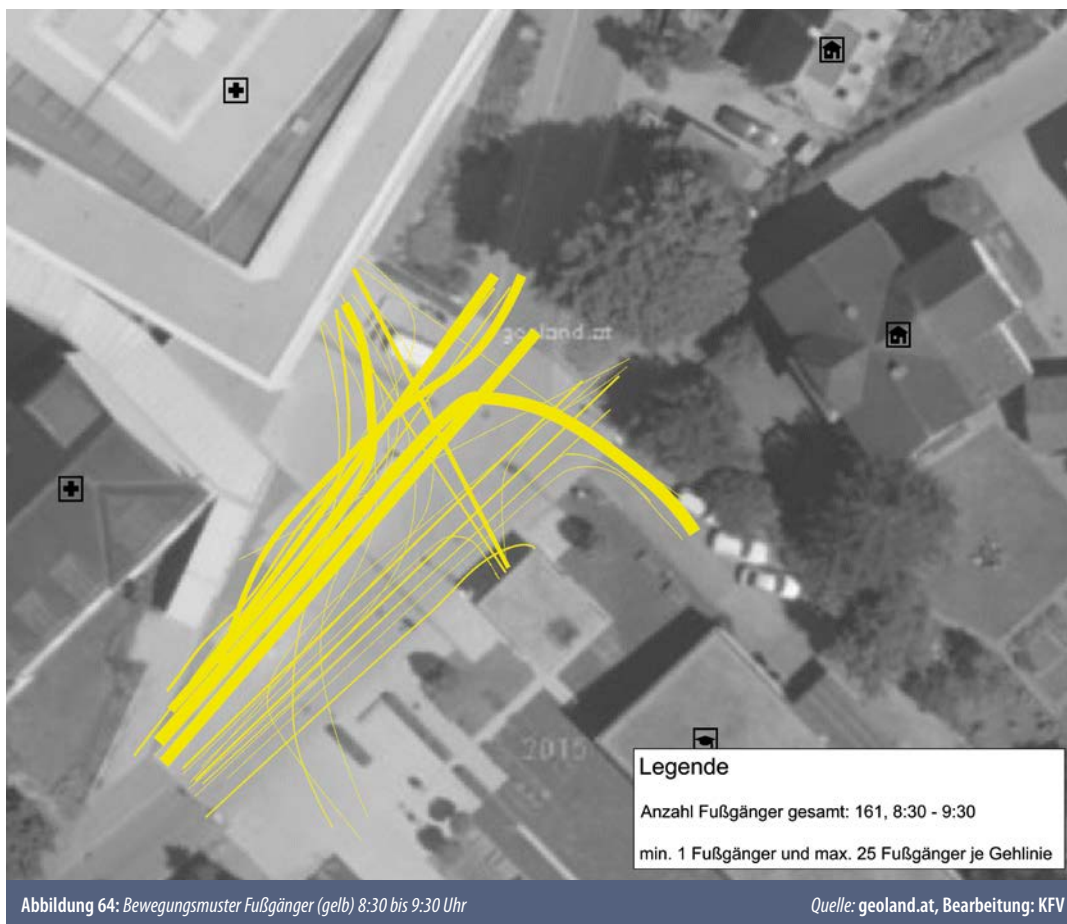 geoland.at
2015
Legende
Anzahl Fußgänger gesamt: 161, 8:30 - 9:30
min. 1 Fußgänger und max. 25 Fußgänger je Gehlinie
Abbildung 64: Bewegungsmuster Fußgänger (gelb) 8:30 bis 9:30 Uhr
Quelle: geoland.at, Bearbeitung: KFV